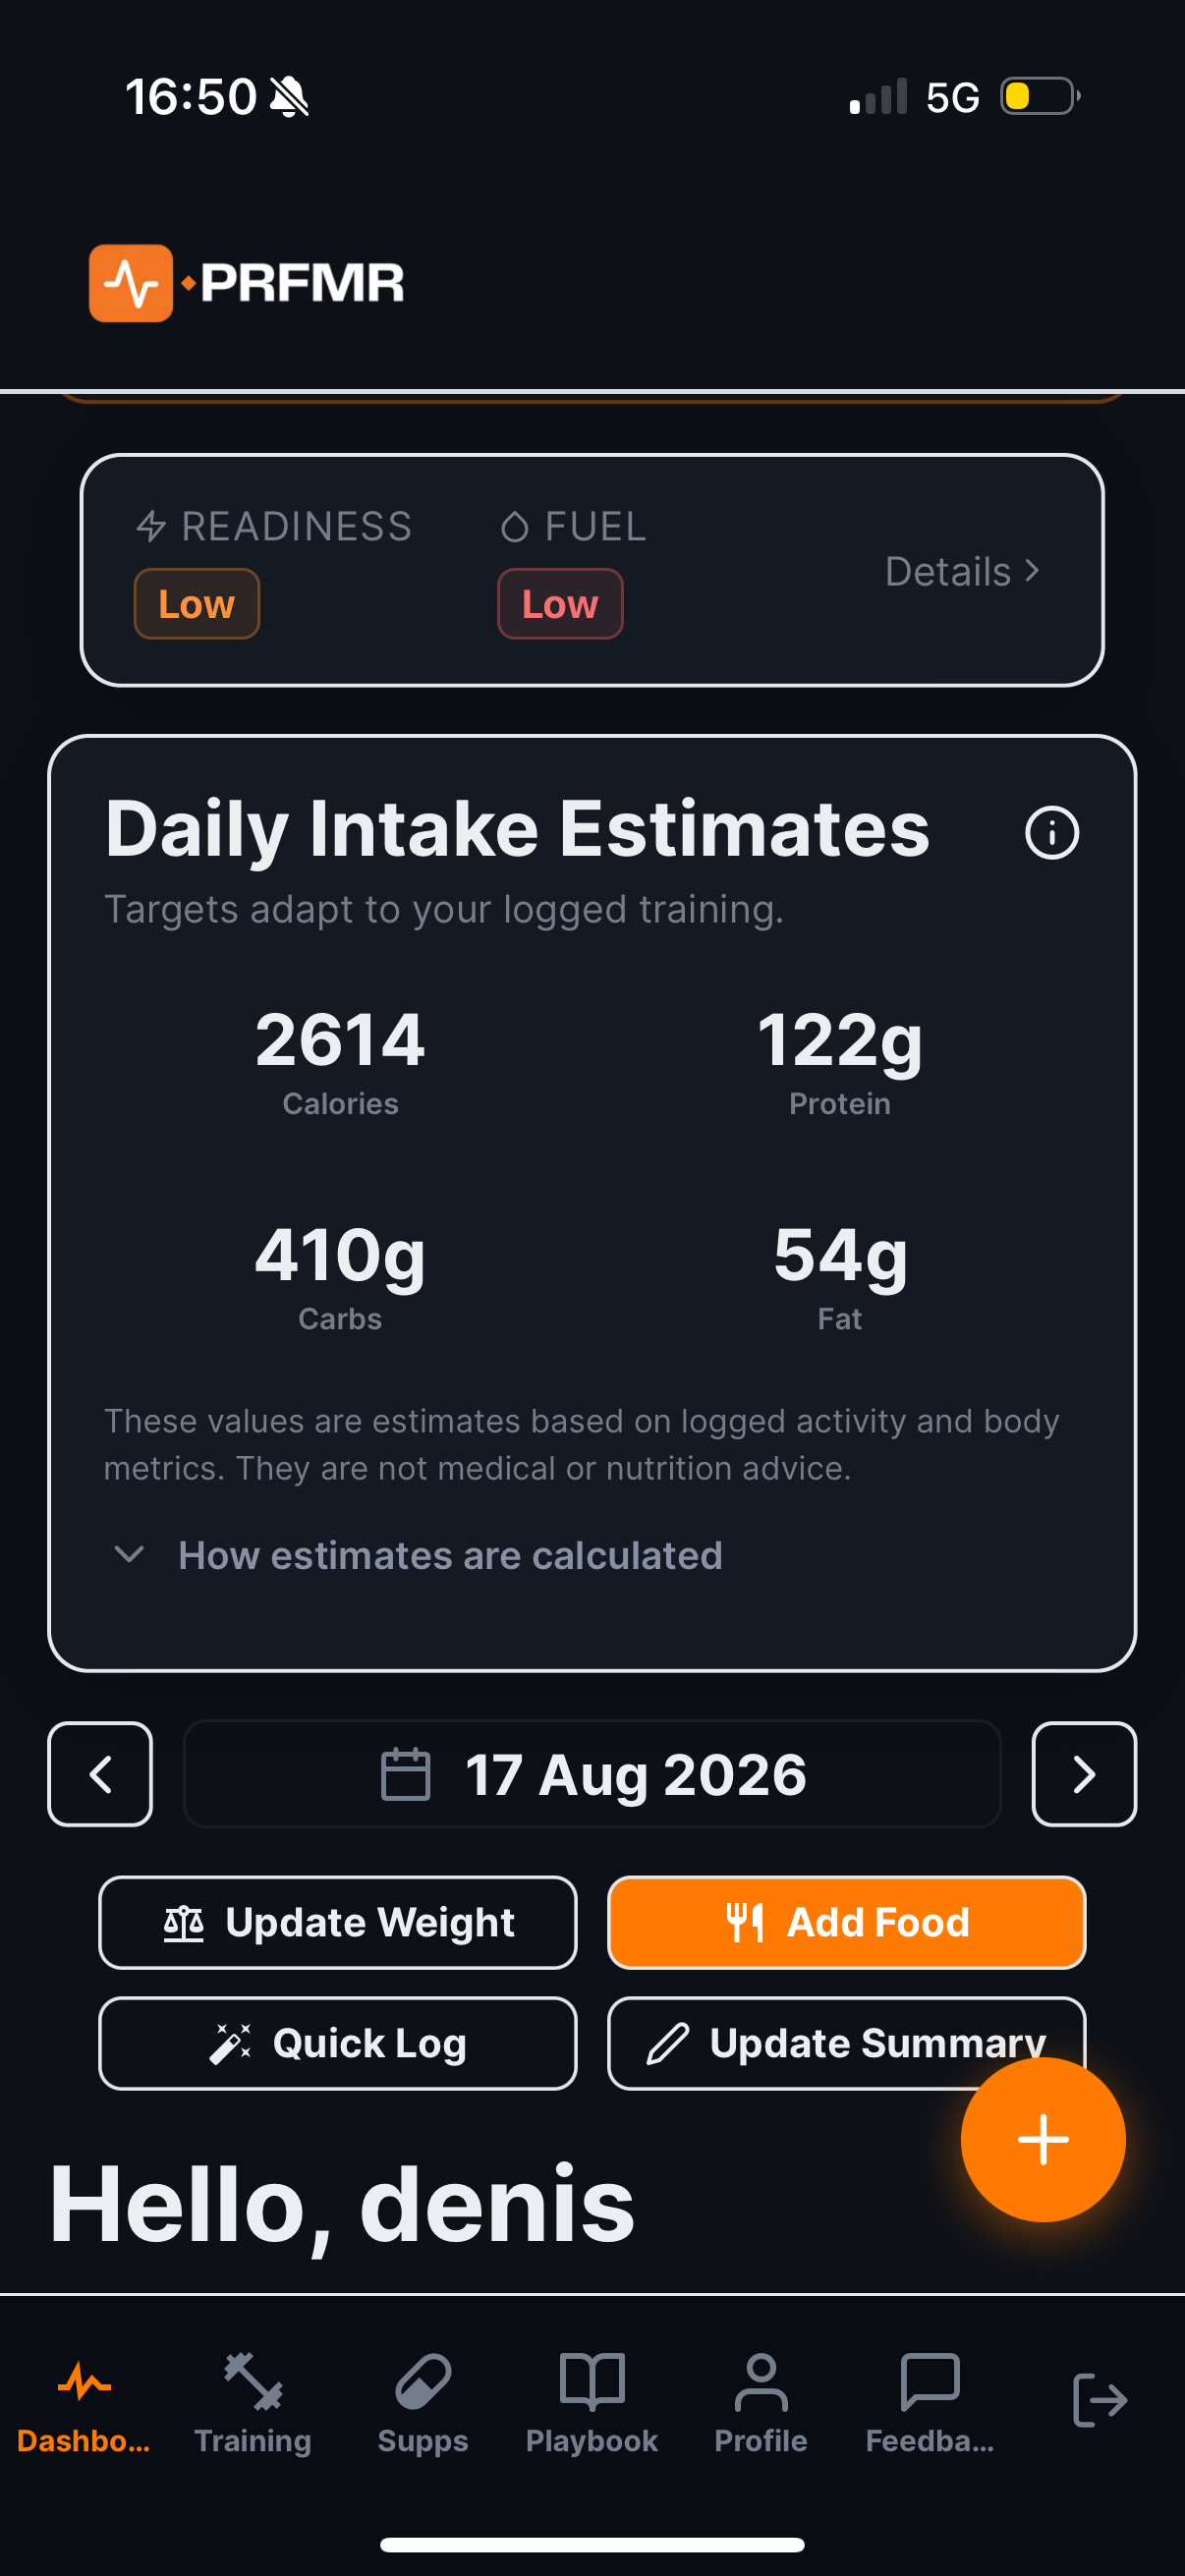 16:50
5G
PRFMR
READINESS
FUEL
Low
Low
Details
Daily Intake Estimates
Targets adapt to your logged training.
2614
122g
Calories
Protein
410g
54g
Carbs
Fat
These values are estimates based on logged activity and body
metrics. They are not medical or nutrition advice.
How estimates are calculated
17 Aug 2026
Update Weight
Add Food
Quick Log
Update Summary
Hello, denis
Dashbo...
Training
Supps
Playbook
Profile
Feedba...